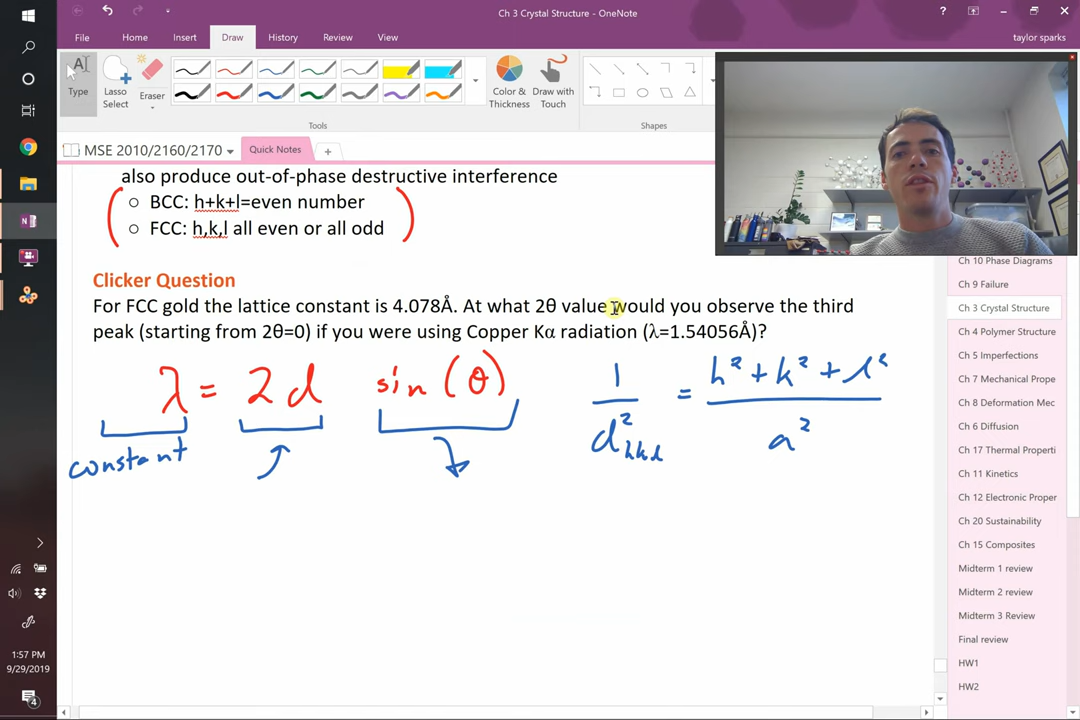 Ch 3 Crystal Structure - OneNote
taylor sparks
File Home Insert Draw History Review View
Type
Lasso Select
Eraser
Color & Thickness
Draw with Touch
Tools
Shapes
MSE 2010/2160/2170
Quick Notes
also produce out-of-phase destructive interference
BCC: h+k+l=even number
FCC: h,k,l all even or all odd
Clicker Question
For FCC gold the lattice constant is 4.078Å. At what 2θ value would you observe the third
peak (starting from 2θ=0) if you were using Copper Kα radiation (λ=1.54056Å)?
λ = 2d sin(θ)
constant
1/d²hkl = h²+k²+l²/a²
Ch 10 Phase Diagrams
Ch 9 Failure
Ch 3 Crystal Structure
Ch 4 Polymer Structure
Ch 5 Imperfections
Ch 7 Mechanical Prope
Ch 8 Deformation Mec
Ch 6 Diffusion
Ch 17 Thermal Properti
Ch 11 Kinetics
Ch 12 Electronic Proper
Ch 20 Sustainability
Ch 15 Composites
Midterm 1 review
Midterm 2 review
Midterm 3 Review
Final review
HW1
HW2
1:57 PM
9/29/2019
4